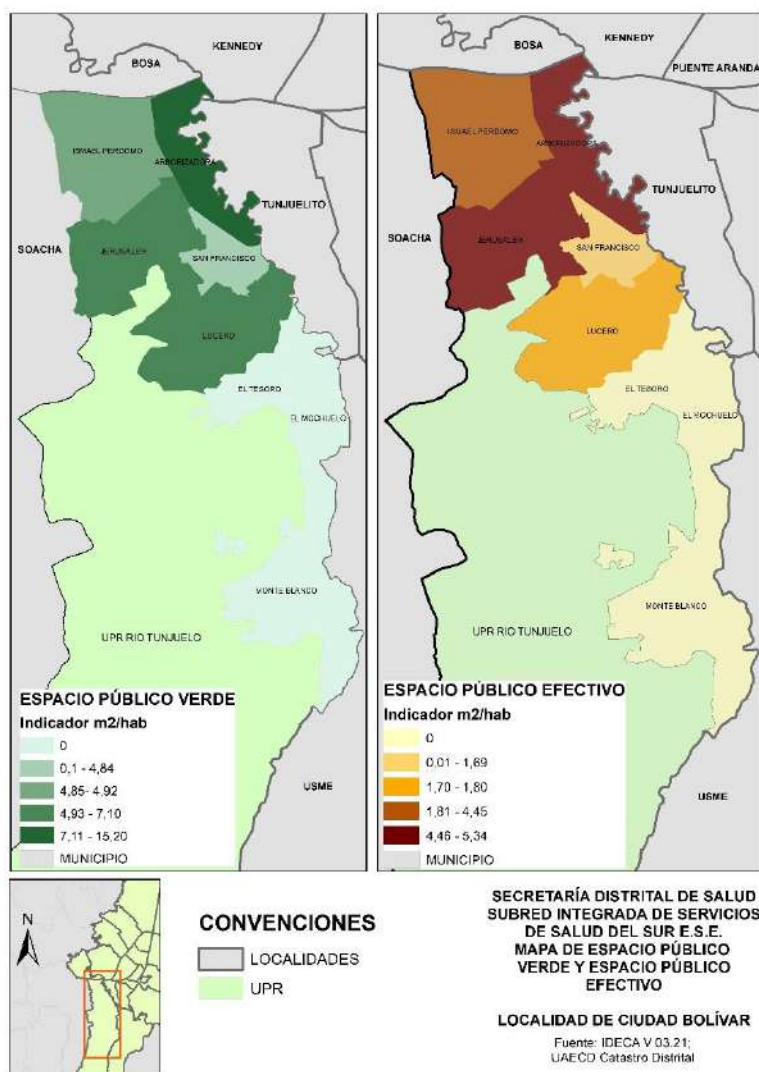 BOSA
KENNEDY
ISMAEL PERDOMO
ARBORIZADORA
TUNJUELITO
SOACHA
JERUSALEN
SAN FRANCISCO
LUCERO
EL TESORO
EL MOCHUELO
MONTE BLANCO
UPR RIO TUNJUELO
USME
ESPACIO PÚBLICO VERDE
Indicador m2/hab
0
0,1 - 4,84
4,85- 4,92
4,93 - 7,10
7,11 - 15,20
MUNICIPIO
BOSA
KENNEDY
PUENTE ARANDA
ISMAEL PERDOMO
ARBORIZADORA
TUNJUELITO
SOACHA
JERUSALEN
SAN FRANCISCO
LUCERO
EL TESORO
EL MOCHUELO
MONTE BLANCO
UPR RIO TUNJUELO
USME
ESPACIO PÚBLICO EFECTIVO
Indicador m2/hab
0
0,01 - 1,69
1,70 - 1,80
1,81 - 4,45
4,46 - 5,34
MUNICIPIO
N
CONVENCIONES
LOCALIDADES
UPR
SECRETARÍA DISTRITAL DE SALUD
SUBRED INTEGRADA DE SERVICIOS
DE SALUD DEL SUR E.S.E.
MAPA DE ESPACIO PÚBLICO
VERDE Y ESPACIO PÚBLICO
EFECTIVO
LOCALIDAD DE CIUDAD BOLÍVAR
Fuente: IDECA V 03.21;
UAECD Catastro Distrital